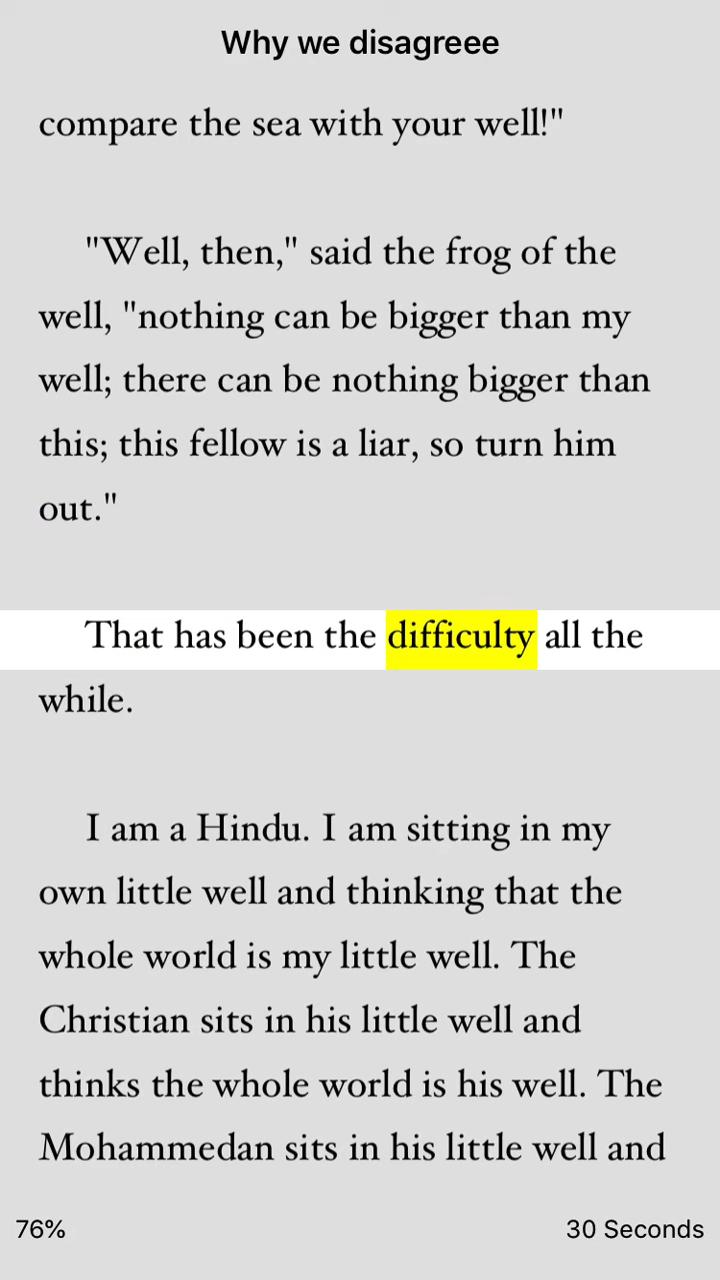 Why we disagreeee
compare the sea with your well!"
"Well, then," said the frog of the
well, "nothing can be bigger than my
well; there can be nothing bigger than
this; this fellow is a liar, so turn him
out."
That has been the difficulty all the
while.
I am a Hindu. I am sitting in my
own little well and thinking that the
whole world is my little well. The
Christian sits in his little well and
thinks the whole world is his well. The
Mohammedan sits in his little well and
76%
30 Seconds